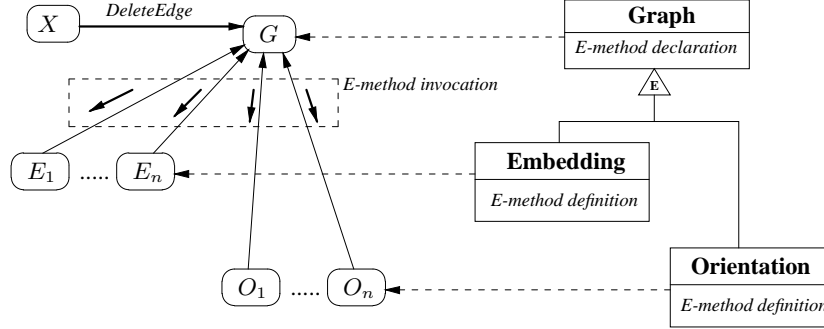 X
DeleteEdge
G
Graph
E-method declaration
E-method invocation
E
E1 ..... En
Embedding
E-method definition
O1 ..... On
Orientation
E-method definition